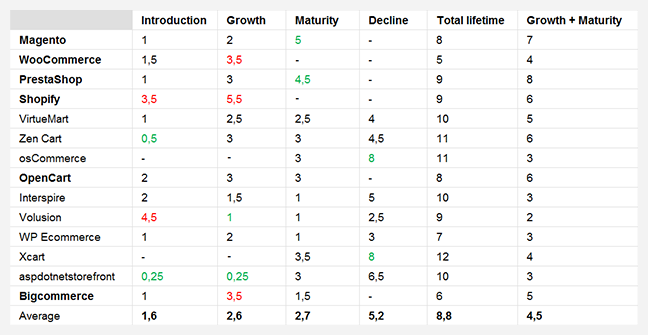 Introduction Growth Maturity Decline Total lifetime Growth + Maturity
Magento 1 2 5 - 8 7
WooCommerce 1,5 3,5 - - 5 4
PrestaShop 1 3 4,5 - 9 8
Shopify 3,5 5,5 - - 9 6
VirtueMart 1 2,5 2,5 4 10 5
Zen Cart 0,5 3 3 4,5 11 6
osCommerce - - 3 8 11 3
OpenCart 2 3 3 - 8 6
Interspire 2 1,5 1 5 10 3
Volusion 4,5 1 1 2,5 9 2
WP Ecommerce 1 2 1 3 7 3
Xcart - - 3,5 8 12 4
aspdotnetstorefront 0,25 0,25 3 6,5 10 3
Bigcommerce 1 3,5 1,5 - 6 5
Average 1,6 2,6 2,7 5,2 8,8 4,5